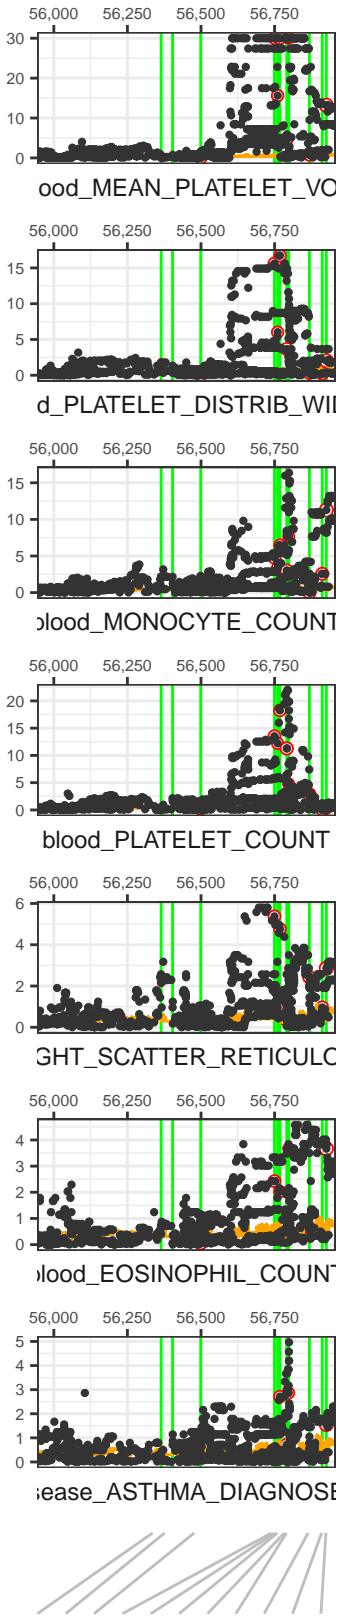 56,000 56,250 56,500 56,750
30
20
10
0
ood_MEAN_PLATELET_VO
56,000 56,250 56,500 56,750
15
10
5
0
d_PLATELET_DISTRIB_WI
56,000 56,250 56,500 56,750
15
10
5
0
blood_MONOCYTE_COUNT
56,000 56,250 56,500 56,750
20
15
10
5
0
blood_PLATELET_COUNT
56,000 56,250 56,500 56,750
6
4
2
0
GHT_SCATTER_RETICULO
56,000 56,250 56,500 56,750
4
3
2
1
0
blood_EOSINOPHIL_COUNT
56,000 56,250 56,500 56,750
5
4
3
2
1
0
sease_ASTHMA_DIAGNOSE